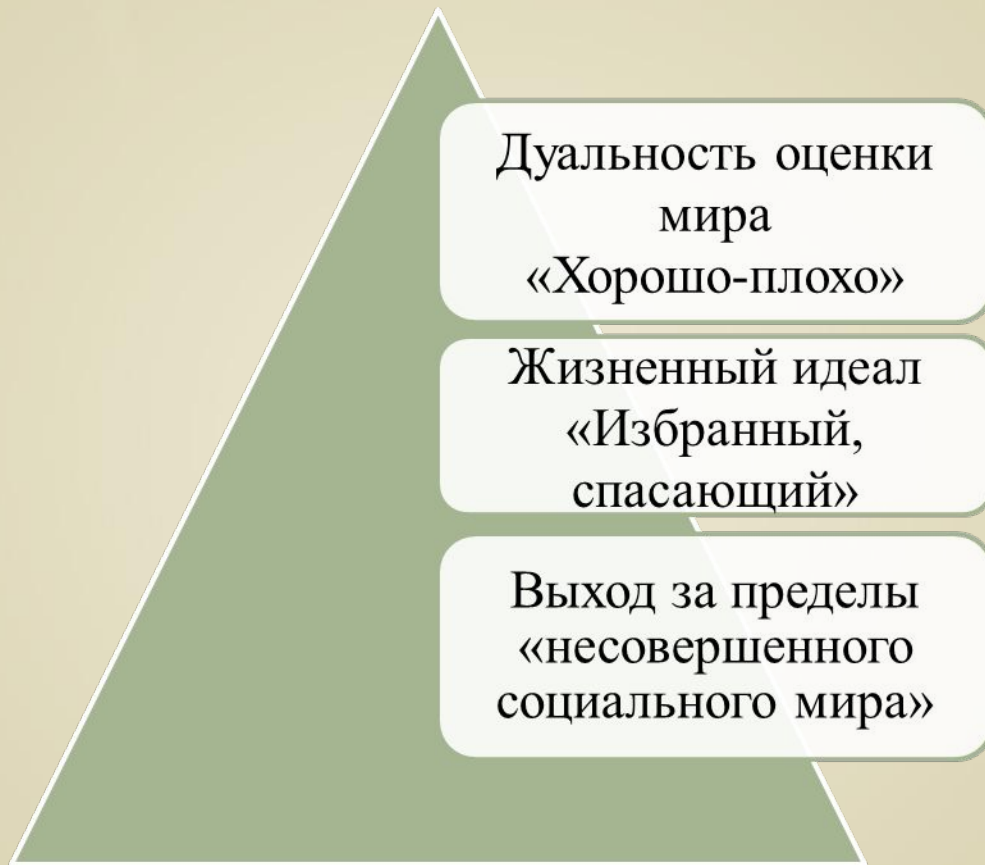 Дуальность оценки
мира
«Хорошо-плохо»
Жизненный идеал
«Избранный,
спасающий»
Выход за пределы
«несовершенного
социального мира»